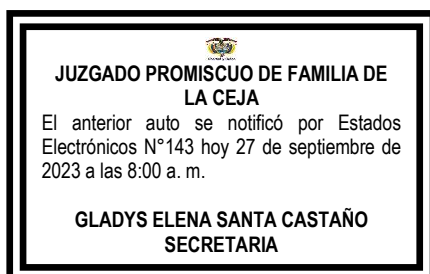 JUZGADO PROMISCUO DE FAMILIA DE
LA CEJA
El anterior auto se notificó por Estados
Electrónicos N°143 hoy 27 de septiembre de
2023 a las 8:00 a. m.
GLADYS ELENA SANTA CASTAÑO
SECRETARIA